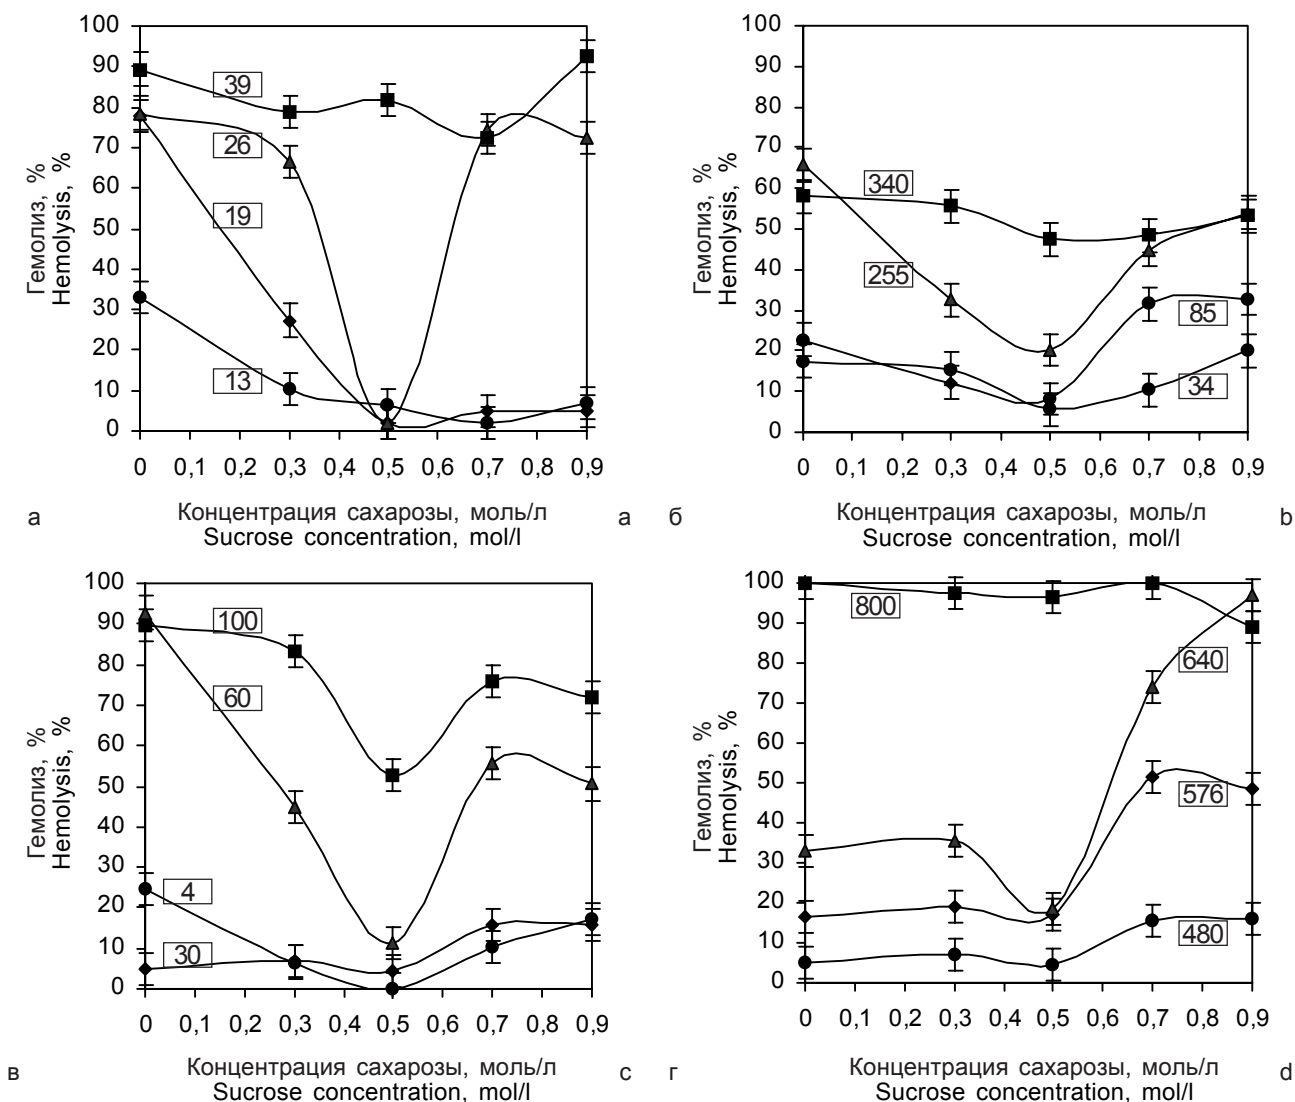 Гемолиз, %
Hemolysis, %
100
90
80
70
60
50
40
30
20
10
0
39
26
19
13
0 0,1 0,2 0,3 0,4 0,5 0,6 0,7 0,8 0,9
Концентрация сахарозы, моль/л
Sucrose concentration, mol/l
а
a
Гемолиз, %
Hemolysis, %
100
90
80
70
60
50
40
30
20
10
0
340
255
85
34
0 0,1 0,2 0,3 0,4 0,5 0,6 0,7 0,8 0,9
Концентрация сахарозы, моль/л
Sucrose concentration, mol/l
б
b
Гемолиз, %
Hemolysis, %
100
90
80
70
60
50
40
30
20
10
0
100
60
4
30
0 0,1 0,2 0,3 0,4 0,5 0,6 0,7 0,8 0,9
Концентрация сахарозы, моль/л
Sucrose concentration, mol/l
в
c
Гемолиз, %
Hemolysis, %
100
90
80
70
60
50
40
30
20
10
0
800
640
576
480
0 0,1 0,2 0,3 0,4 0,5 0,6 0,7 0,8 0,9
Концентрация сахарозы, моль/л
Sucrose concentration, mol/l
г
d